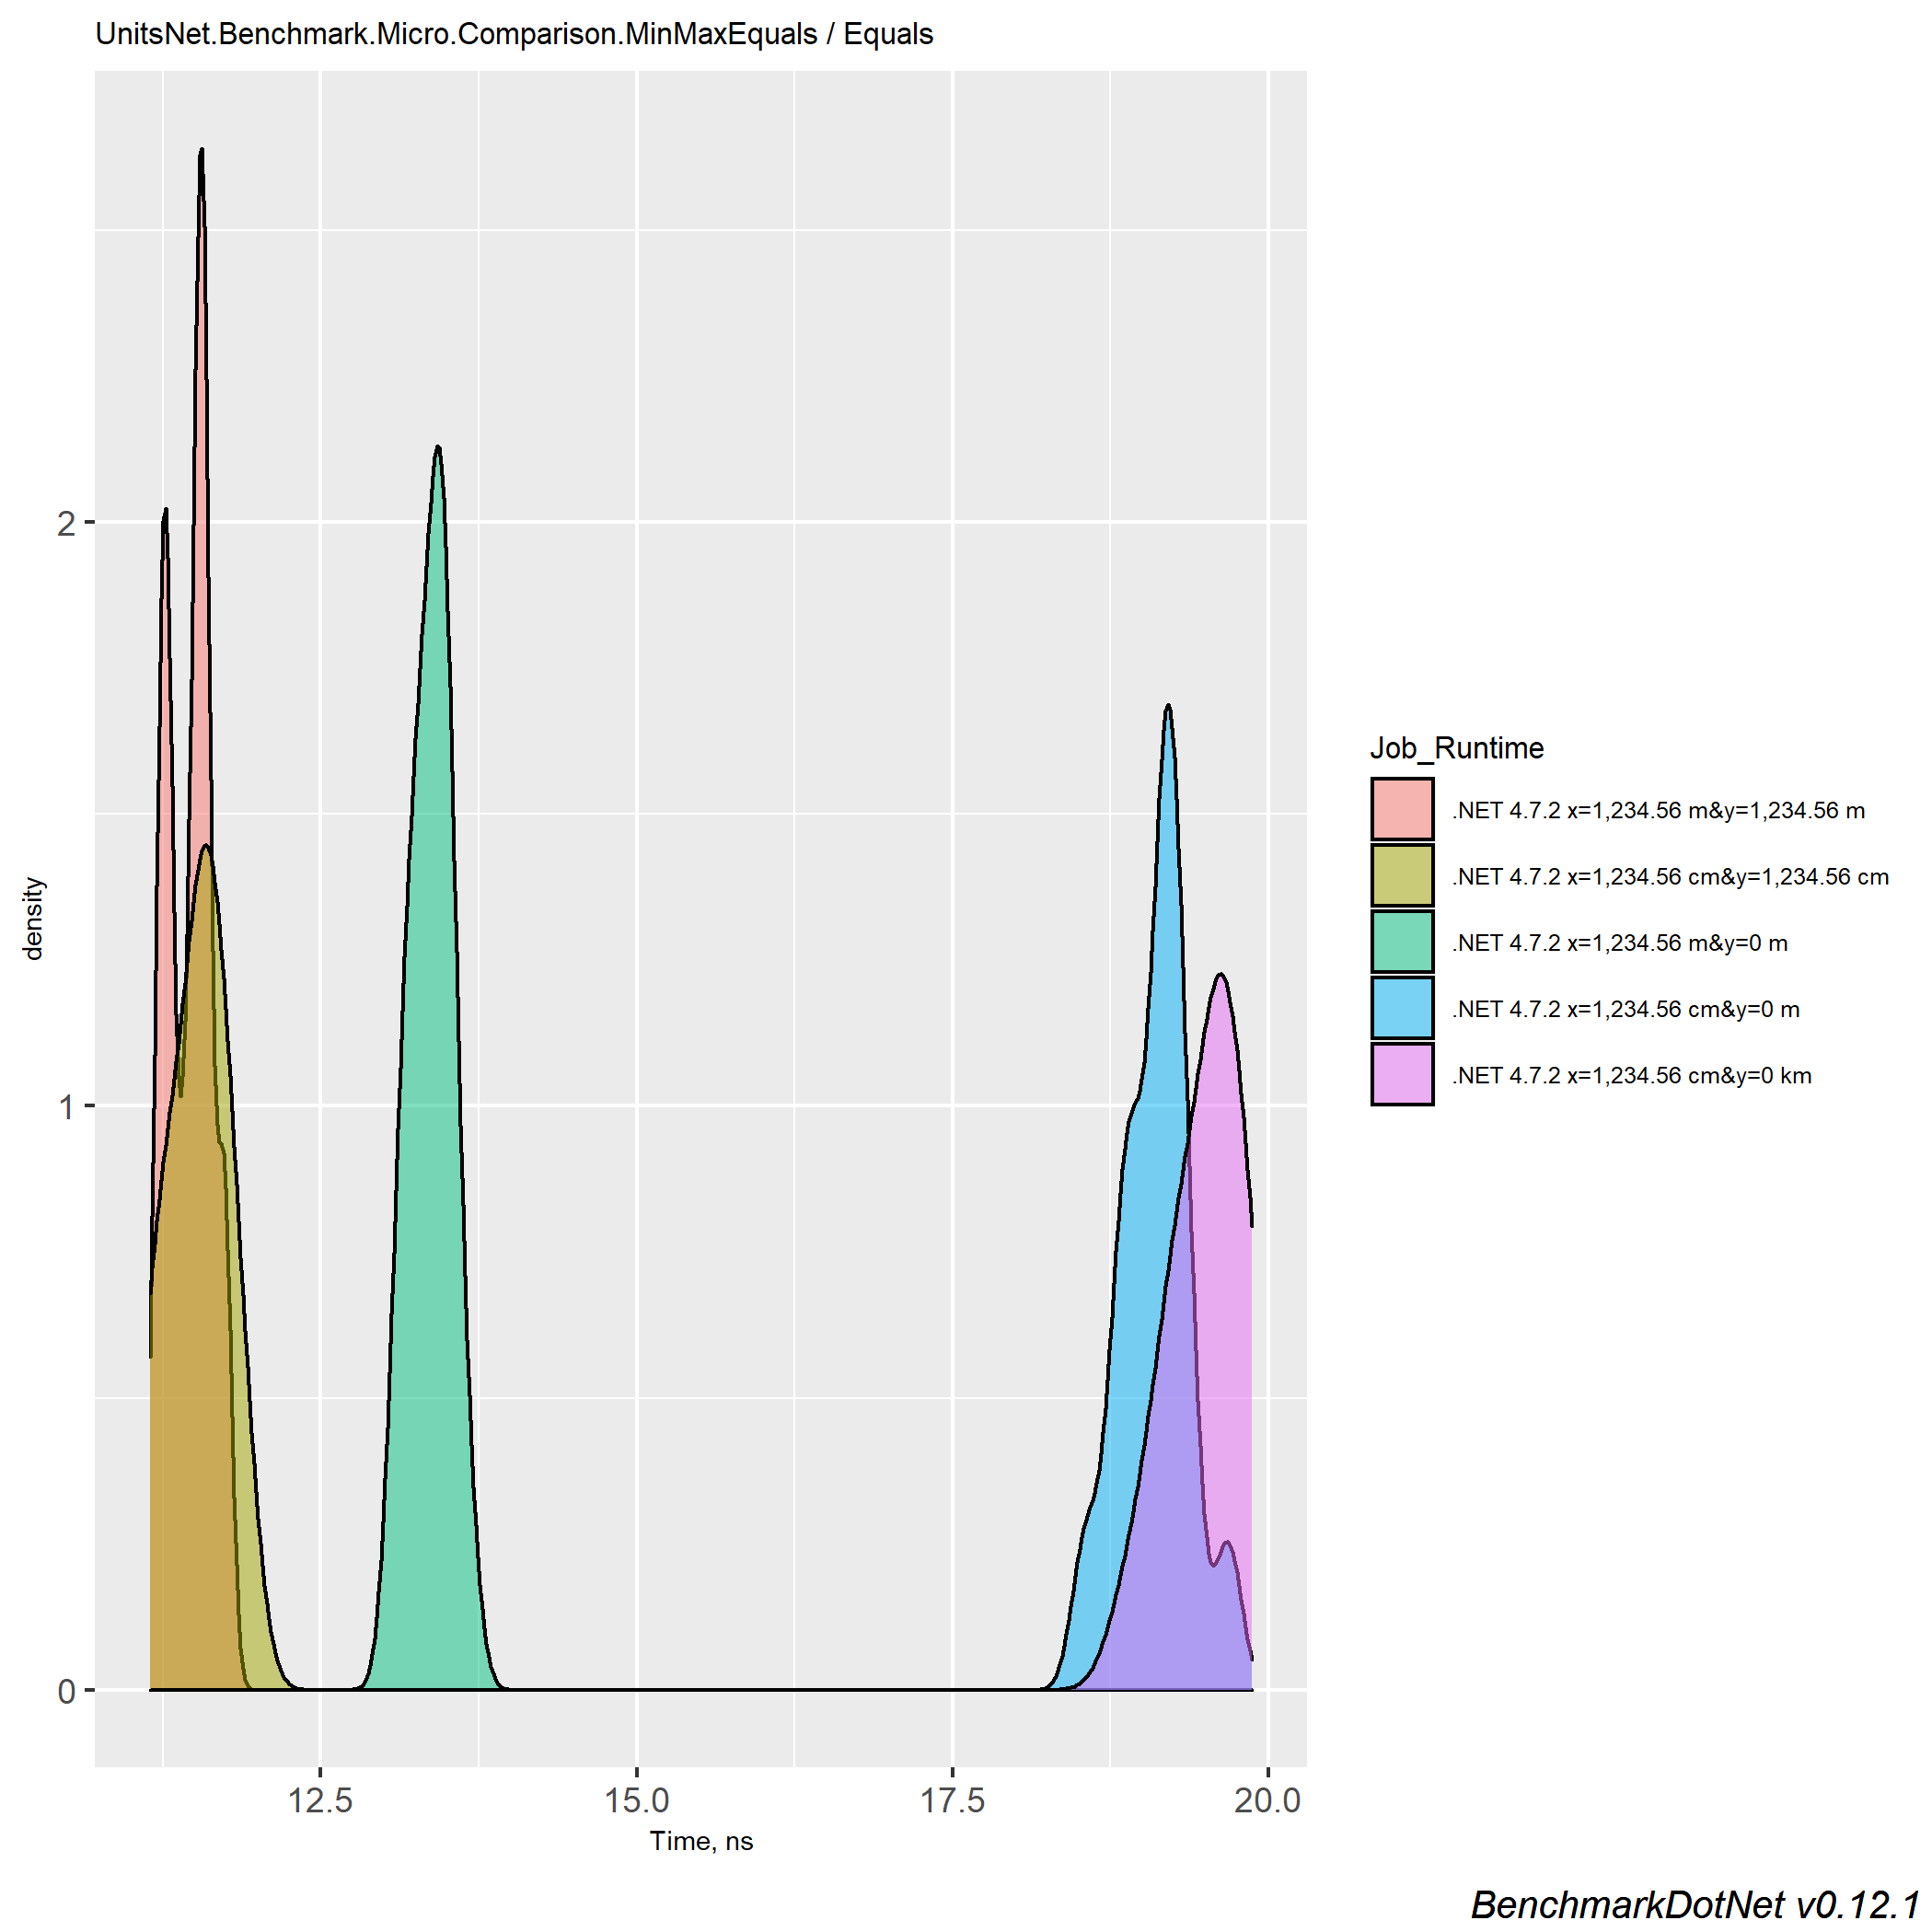 UnitsNet.Benchmark.Micro.Comparison.MinMaxEquals / Equals
density
2
1
0
12.5 15.0 17.5 20.0
Time, ns
Job_Runtime
.NET 4.7.2 x=1,234.56 m&y=1,234.56 m
.NET 4.7.2 x=1,234.56 cm&y=1,234.56 cm
.NET 4.7.2 x=1,234.56 m&y=0 m
.NET 4.7.2 x=1,234.56 cm&y=0 m
.NET 4.7.2 x=1,234.56 cm&y=0 km
BenchmarkDotNet v0.12.1